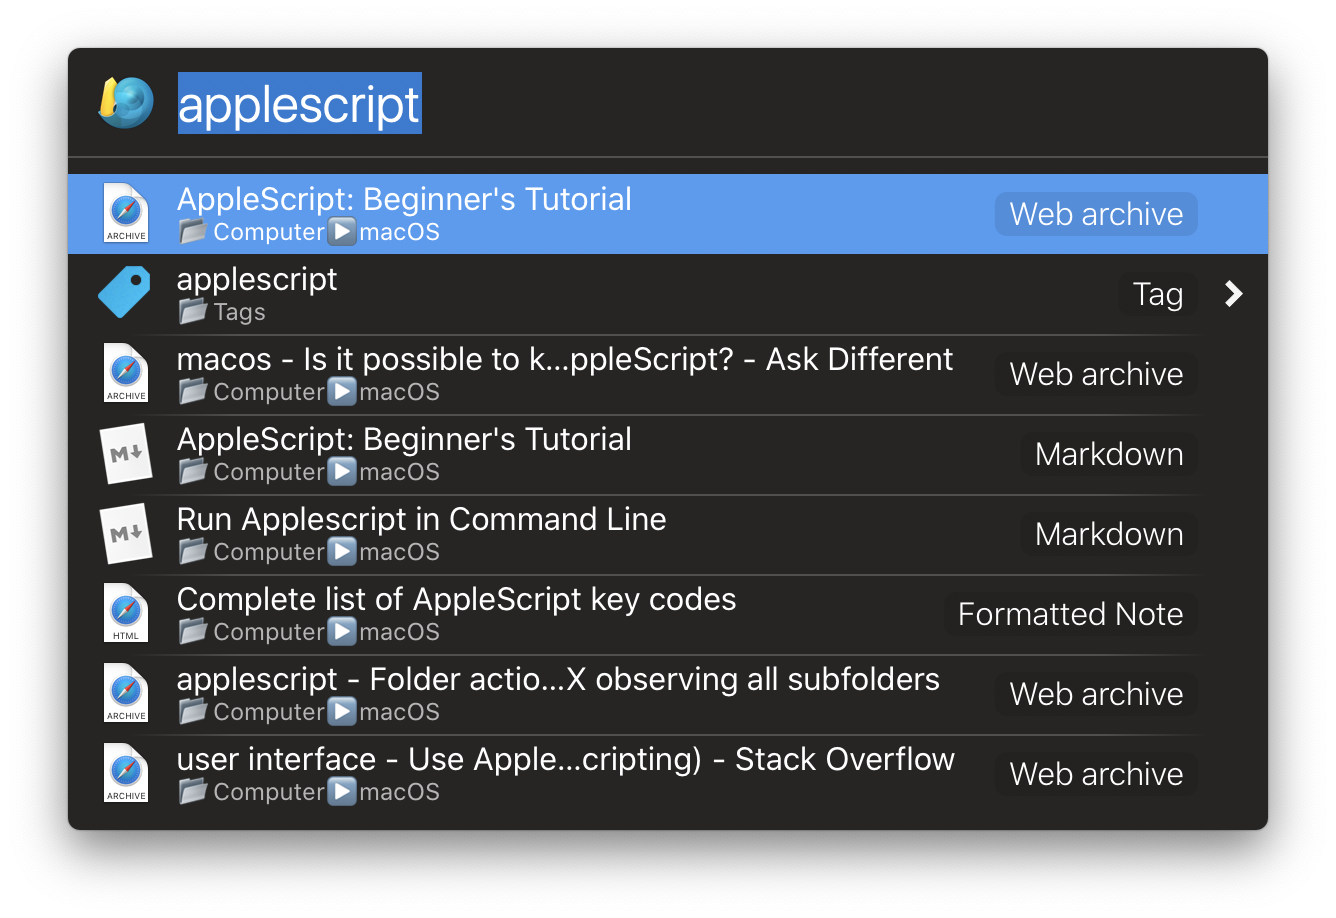 applescript
AppleScript: Beginner's Tutorial
Web archive
ARCHIVE
Computer▶️macOS
applescript
Tag
Tags
macos - Is it possible to k...ppleScript? - Ask Different
Web archive
ARCHIVE
Computer▶️macOS
AppleScript: Beginner's Tutorial
Markdown
M↓
Computer▶️macOS
Run Applescript in Command Line
Markdown
M↓
Computer▶️macOS
Complete list of AppleScript key codes
Formatted Note
HTML
Computer▶️macOS
applescript - Folder actio...X observing all subfolders
Web archive
ARCHIVE
Computer▶️macOS
user interface - Use Apple...cripting) - Stack Overflow
Web archive
ARCHIVE
Computer▶️macOS